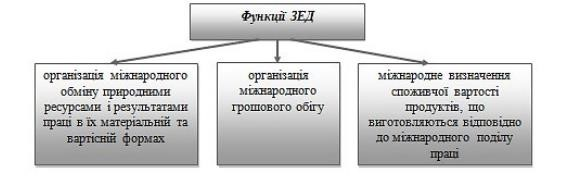 Функції ЗЕД
організація міжнародного
обміну природними
ресурсами і результатами
праці в їх матеріальній та
вартісній формах
організація
міжнародного
грошового обігу
міжнародне визначення
споживчої вартості
продуктів, що
виготовляються відповідно
до міжнародного поділу
праці